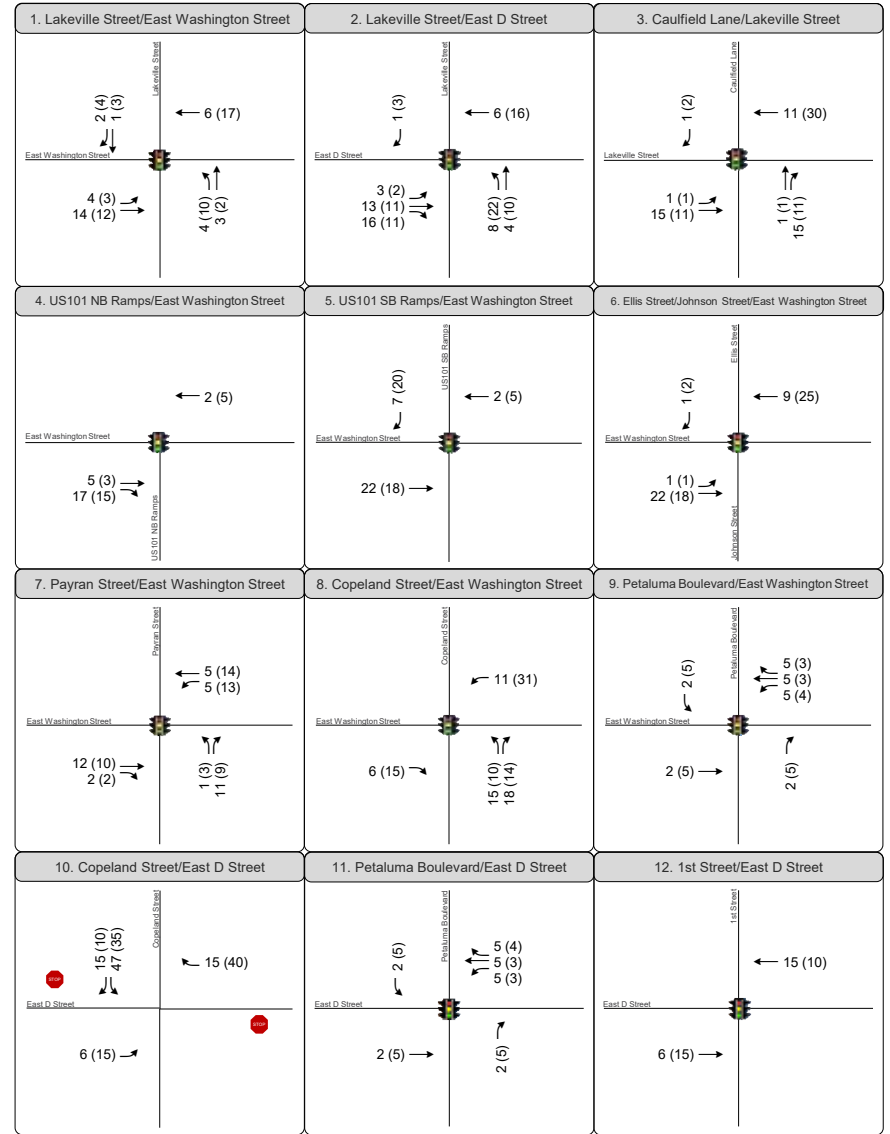 1. Lakeville Street/East Washington Street
Lakeville Street
2 (4)
1 (3)
6 (17)
East Washington Street
4 (3)
14 (12)
4 (10)
3 (2)
2. Lakeville Street/East D Street
Lakeville Street
1 (3)
6 (16)
East D Street
3 (2)
13 (11)
16 (11)
8 (22)
4 (10)
3. Caulfield Lane/Lakeville Street
Caulfield Lane
1 (2)
11 (30)
Lakeville Street
1 (1)
15 (11)
1 (1)
15 (11)
4. US101 NB Ramps/East Washington Street
2 (5)
East Washington Street
5 (3)
17 (15)
US101 NB Ramps
5. US101 SB Ramps/East Washington Street
US101 SB Ramps
7 (20)
2 (5)
East Washington Street
22 (18)
6. Ellis Street/Johnson Street/East Washington Street
Ellis Street
1 (2)
9 (25)
East Washington Street
1 (1)
22 (18)
Johnson Street
7. Payran Street/East Washington Street
Payran Street
5 (14)
5 (13)
East Washington Street
12 (10)
2 (2)
1 (3)
11 (9)
8. Copeland Street/East Washington Street
Copeland Street
11 (31)
East Washington Street
6 (15)
15 (10)
18 (14)
9. Petaluma Boulevard/East Washington Street
Petaluma Boulevard
2 (5)
5 (3)
5 (3)
5 (4)
East Washington Street
2 (5)
2 (5)
10. Copeland Street/East D Street
Copeland Street
15 (10)
47 (35)
15 (40)
STOP
East D Street
STOP
6 (15)
11. Petaluma Boulevard/East D Street
Petaluma Boulevard
2 (5)
5 (4)
5 (3)
5 (3)
East D Street
2 (5)
2 (5)
12. 1st Street/East D Street
1st Street
15 (10)
East D Street
6 (15)